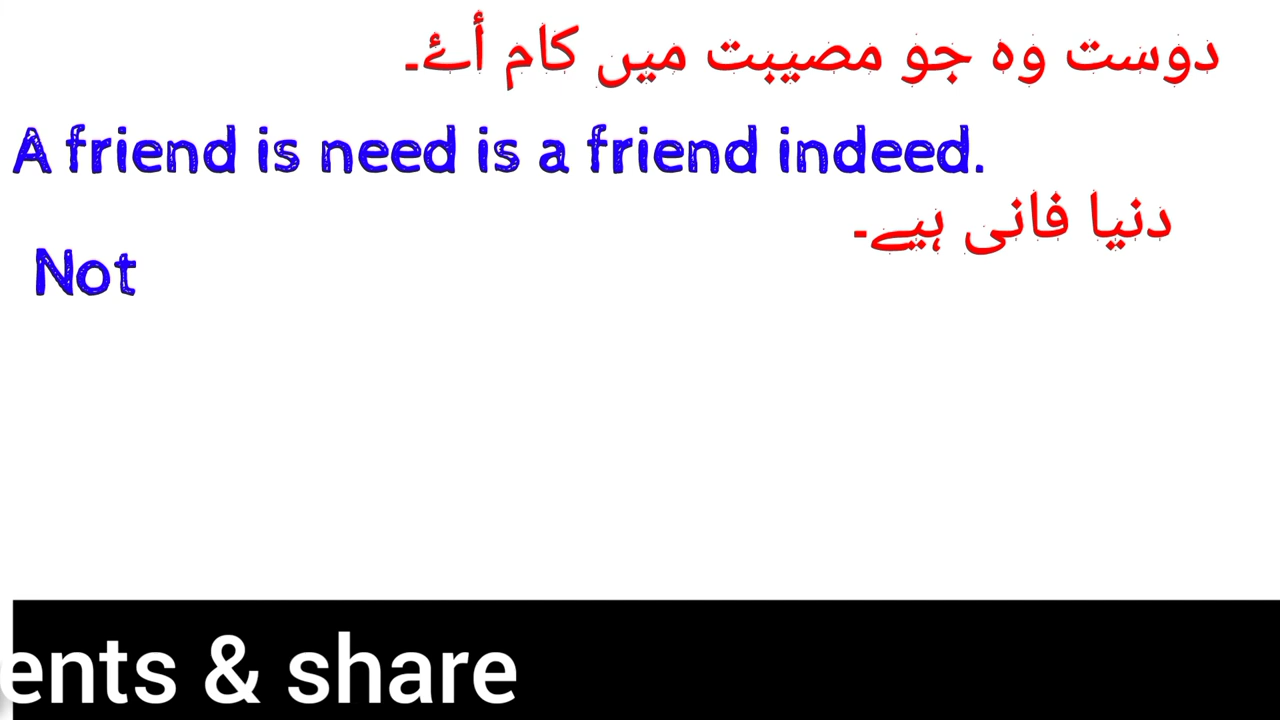 دوست وہ جو مصیبت میں کام أئے۔
A friend is need is a friend indeed.
دنیا فانی ہیے۔
Not
ents & share